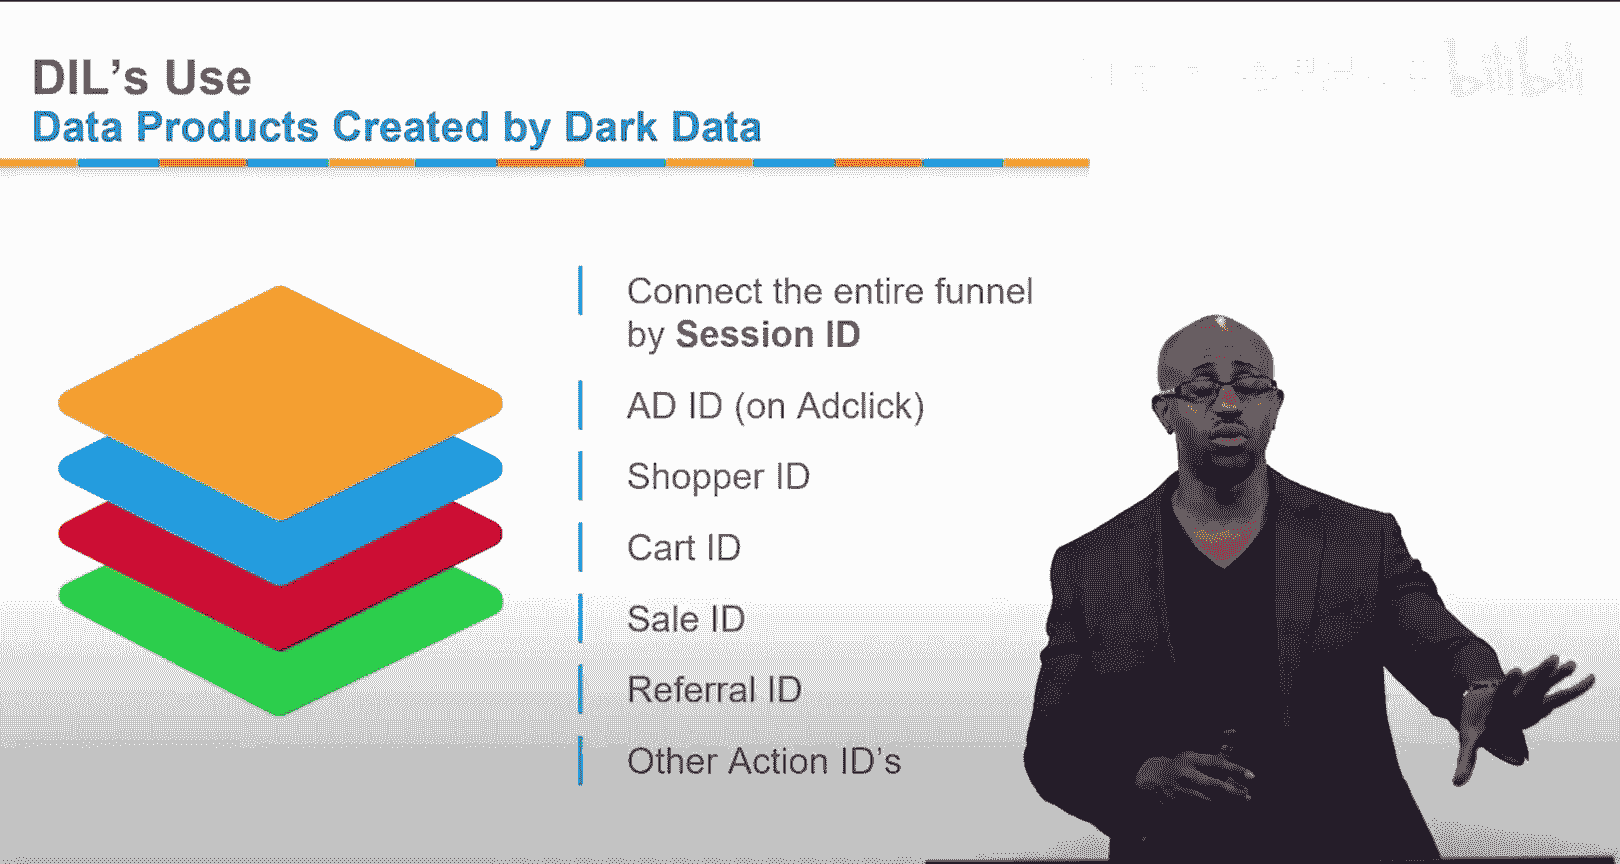 DIL's Use
Data Products Created by Dark Data
bilibili
Connect the entire funnel
by Session ID
AD ID (on Adclick)
Shopper ID
Cart ID
Sale ID
Referral ID
Other Action ID's